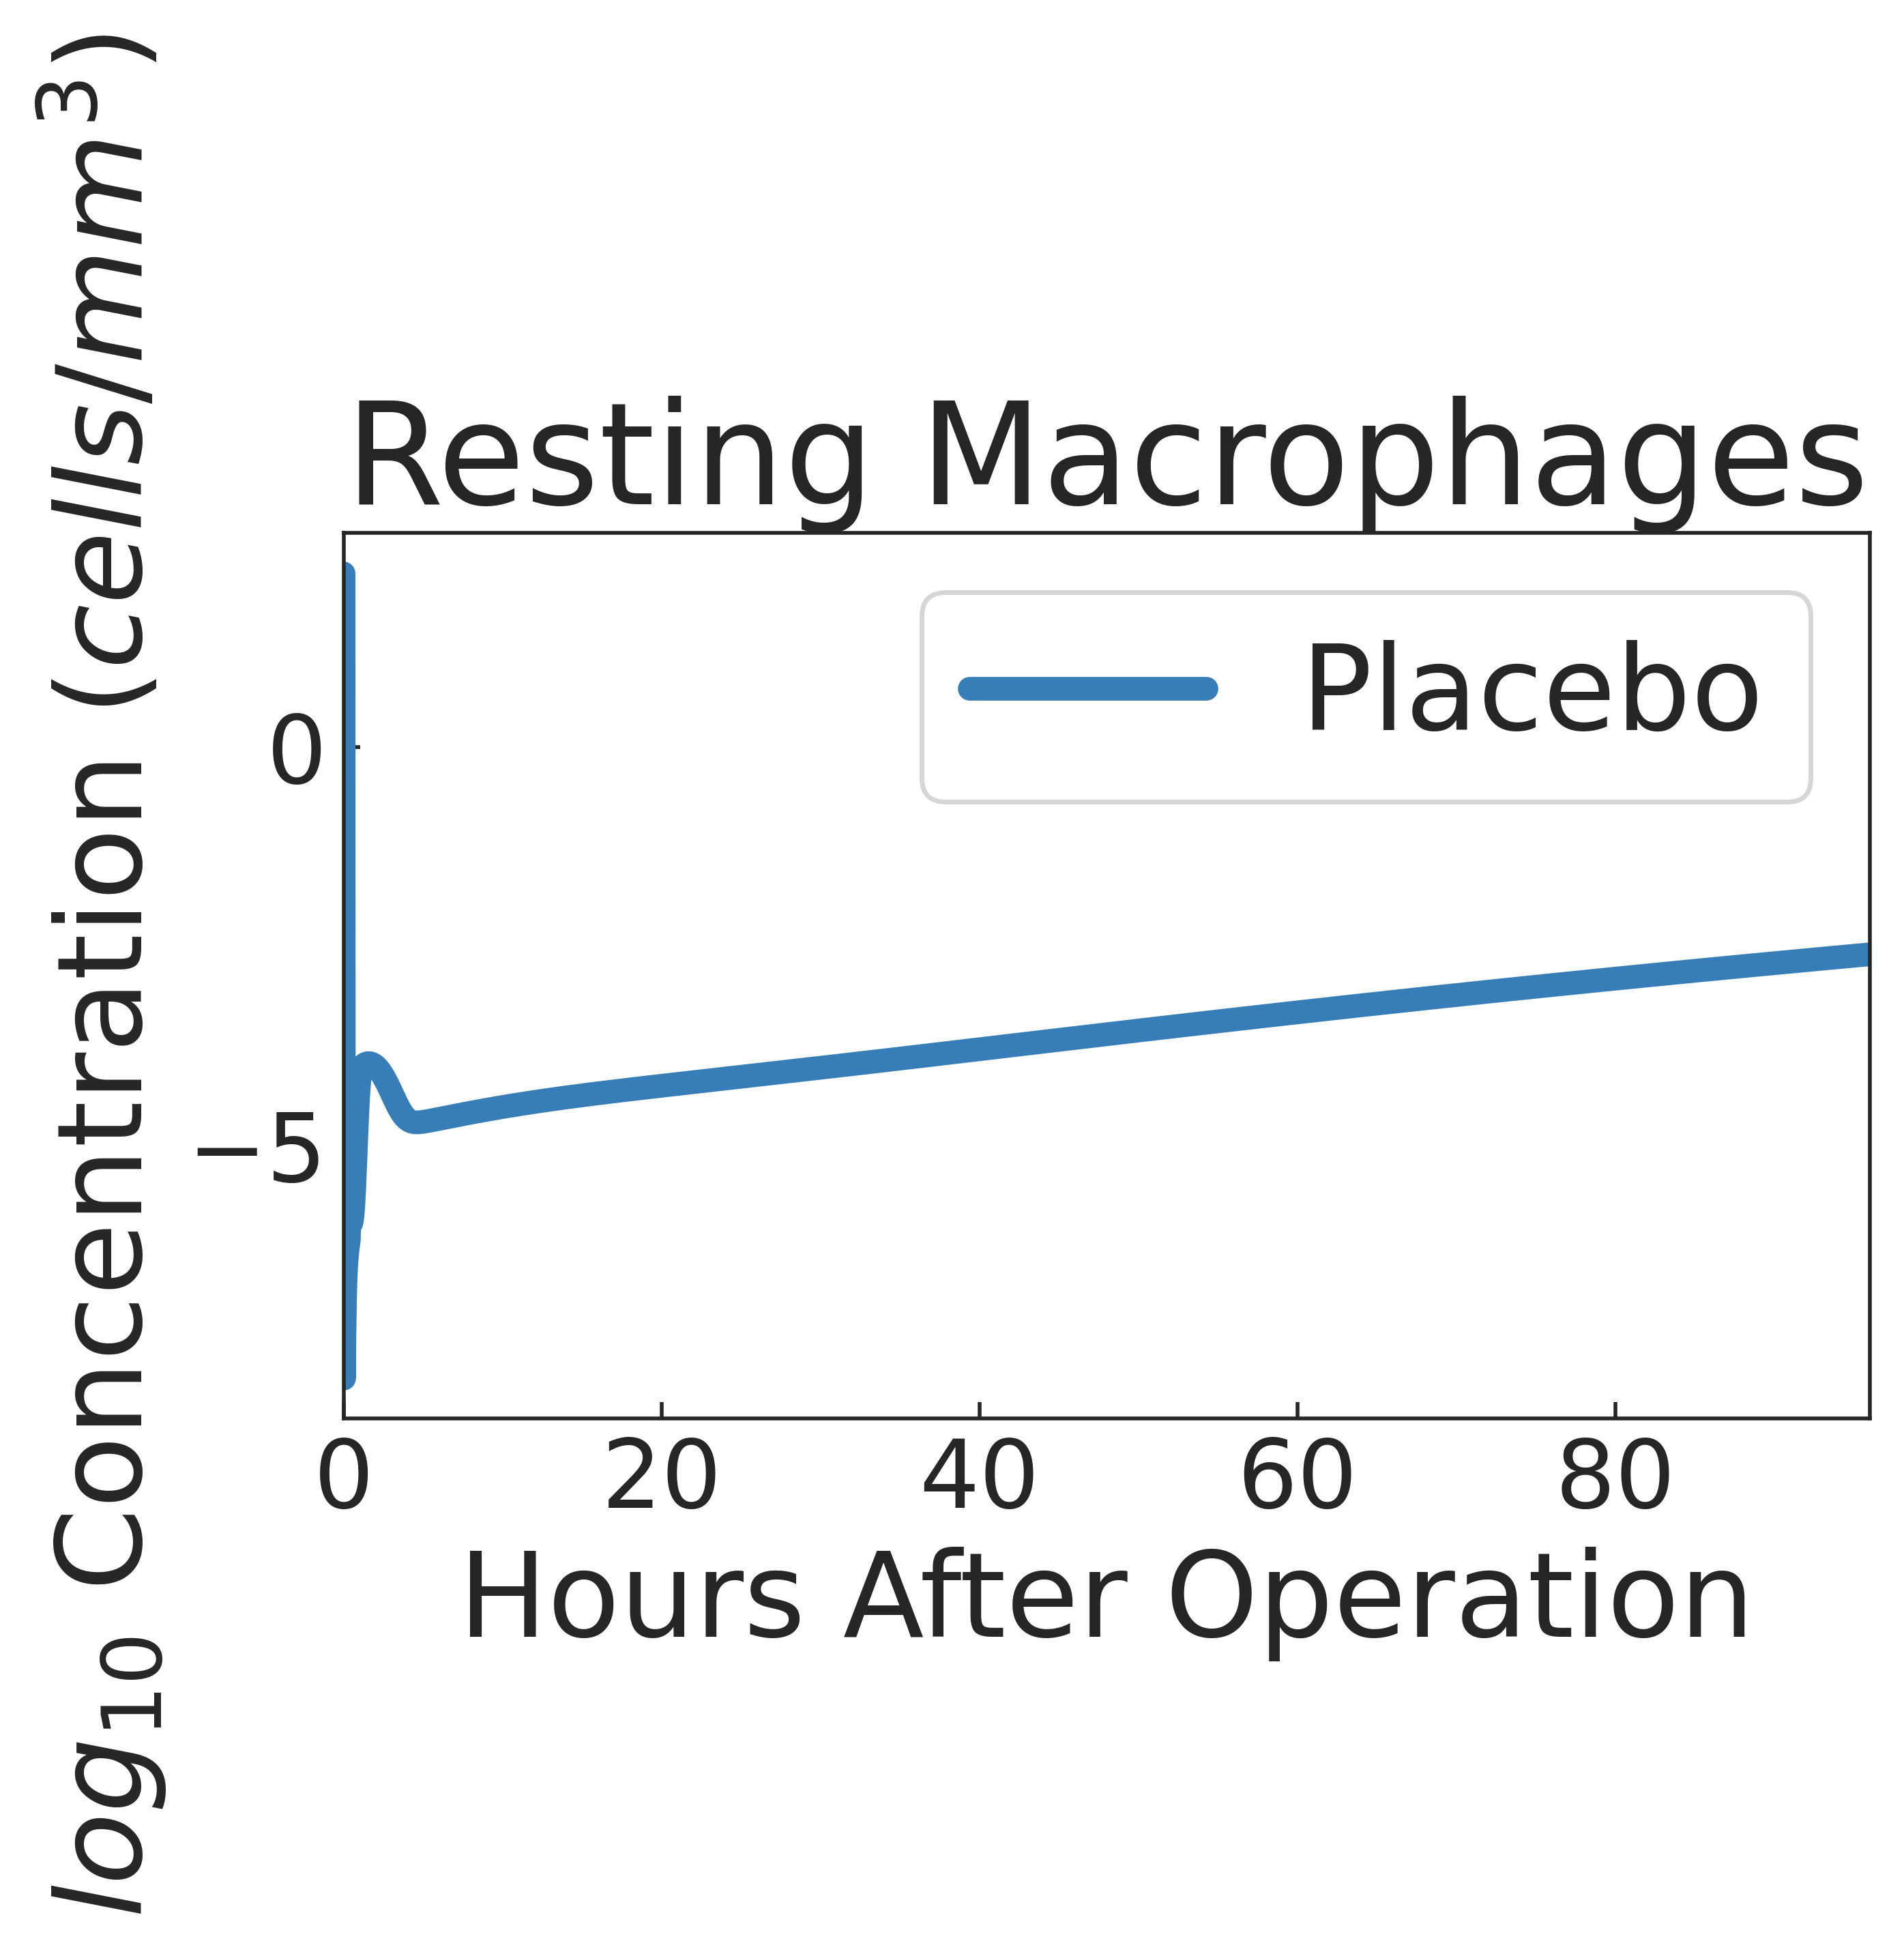 Resting Macrophages
log₁₀ Concentration (cells/mm³)
Placebo
0
−5
0 20 40 60 80
Hours After Operation